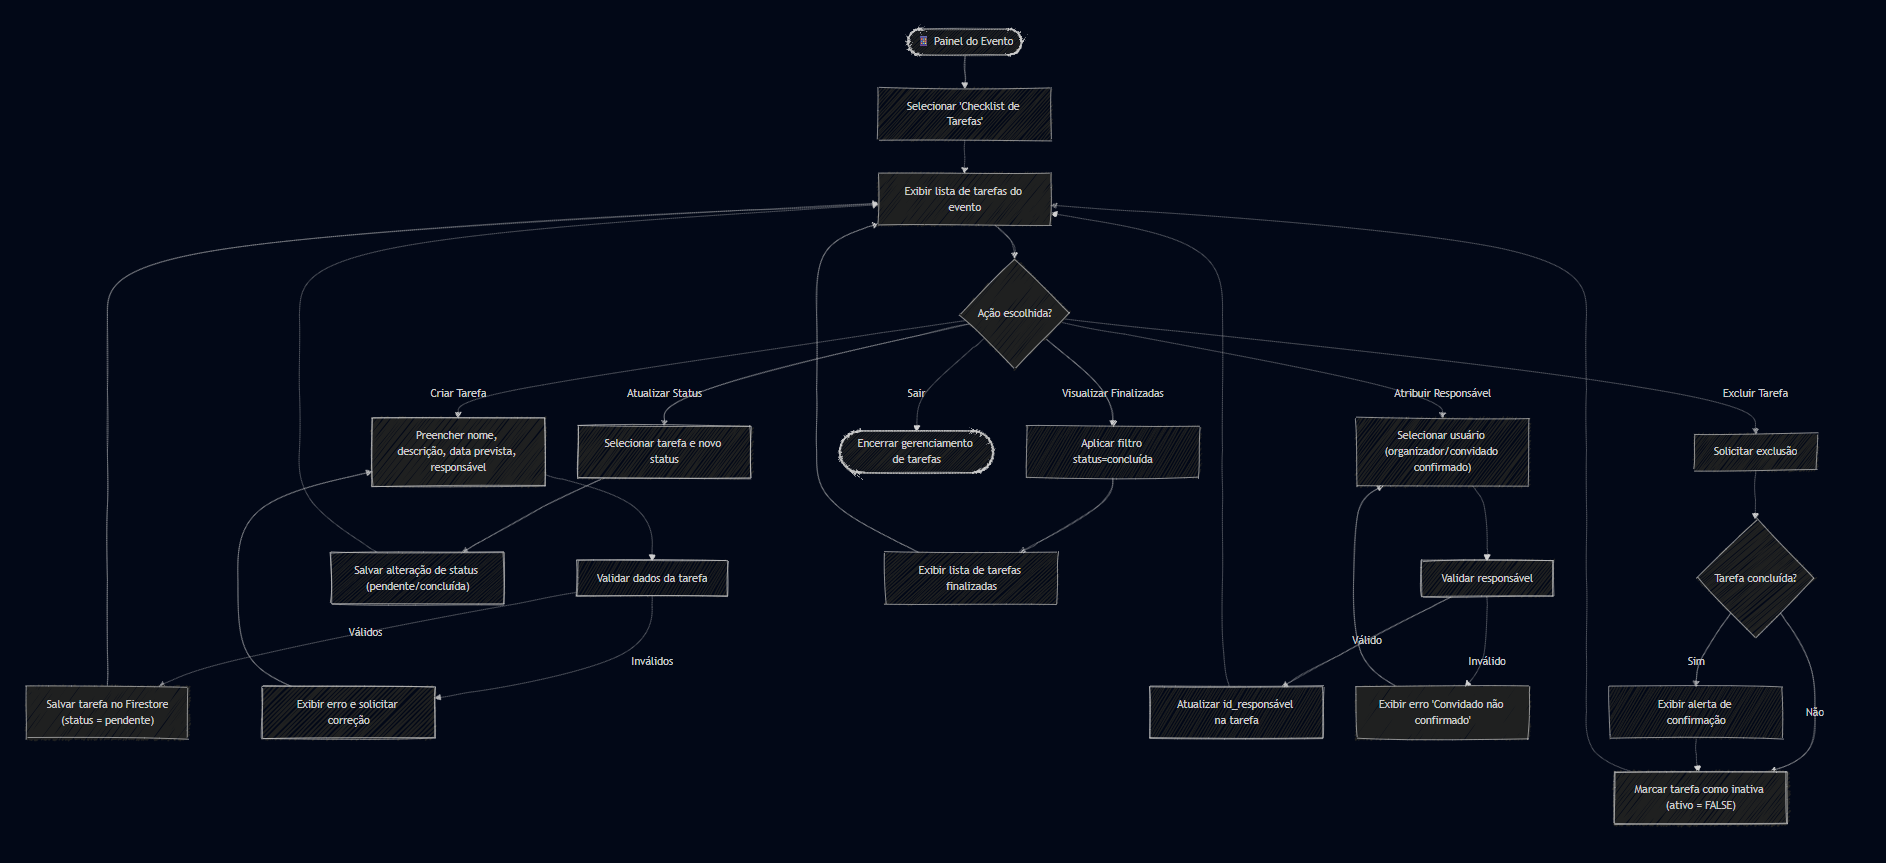 Painel do Evento
Selecionar 'Checklist de
Tarefas'
Exibir lista de tarefas do
evento
Ação escolhida?
Criar Tarefa
Atualizar Status
Sair
Visualizar Finalizadas
Atribuir Responsável
Excluir Tarefa
Preencher nome,
descrição, data prevista,
responsável
Selecionar tarefa e novo
status
Encerrar gerenciamento
de tarefas
Aplicar filtro
status=concluída
Selecionar usuário
(organizador/convidado
confirmado)
Solicitar exclusão
Salvar alteração de status
(pendente/concluída)
Validar dados da tarefa
Exibir lista de tarefas
finalizadas
Validar responsável
Tarefa concluída?
Válidos
Inválidos
Válido
Inválido
Sim
Não
Salvar tarefa no Firestore
(status = pendente)
Exibir erro e solicitar
correção
Atualizar id_responsável
na tarefa
Exibir erro 'Convidado não
confirmado'
Exibir alerta de
confirmação
Marcar tarefa como inativa
(ativo = FALSE)